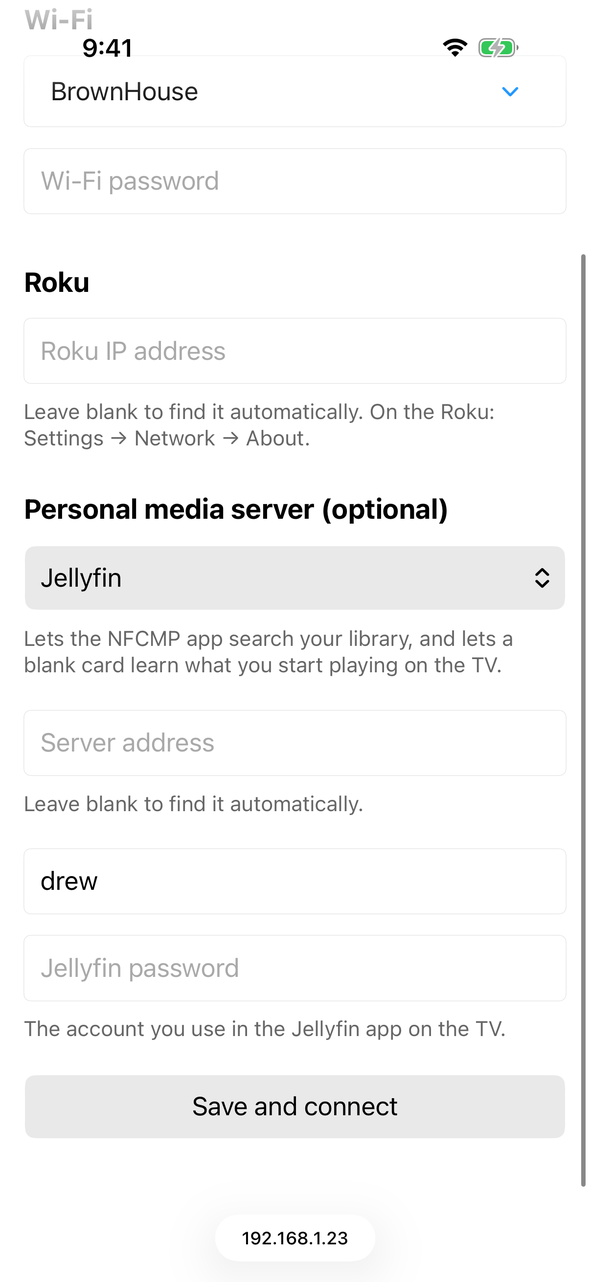 Wi-Fi
9:41
BrownHouse
Wi-Fi password
Roku
Roku IP address
Leave blank to find it automatically. On the Roku:
Settings → Network → About.
Personal media server (optional)
Jellyfin
Lets the NFCMP app search your library, and lets a
blank card learn what you start playing on the TV.
Server address
Leave blank to find it automatically.
drew
Jellyfin password
The account you use in the Jellyfin app on the TV.
Save and connect
192.168.1.23